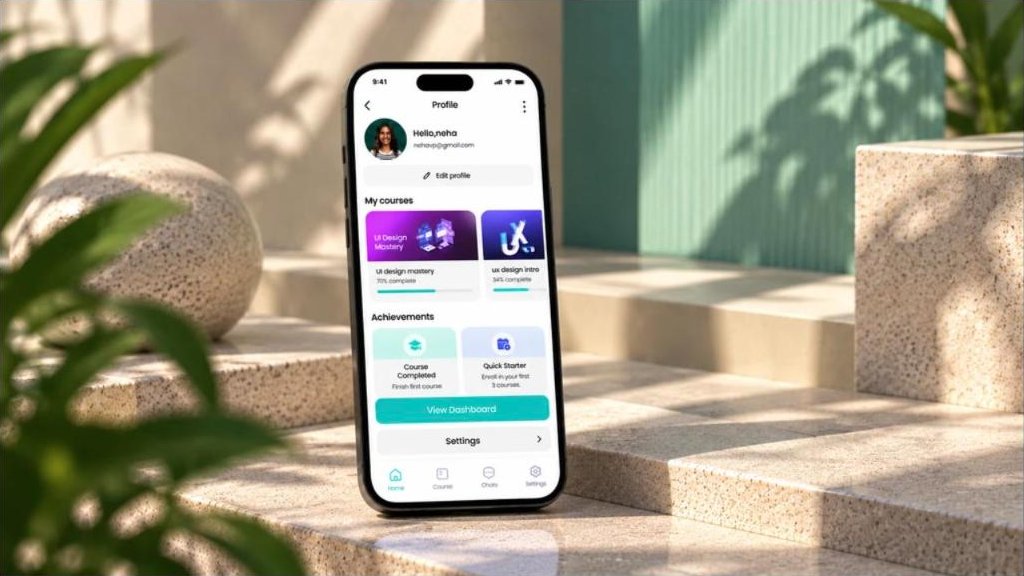 9:41
Profile
Hello,neha
nehavp@gmail.com
Edit profile
My courses
UI Design
Mastery
UX
UI design mastery
70% complete
ux design intro
34% complete
Achievements
Course
Completed
Finish first course
Quick Starter
Enroll in your first
3 courses.
View Dashboard
Settings
Home
Course
Chats
Settings